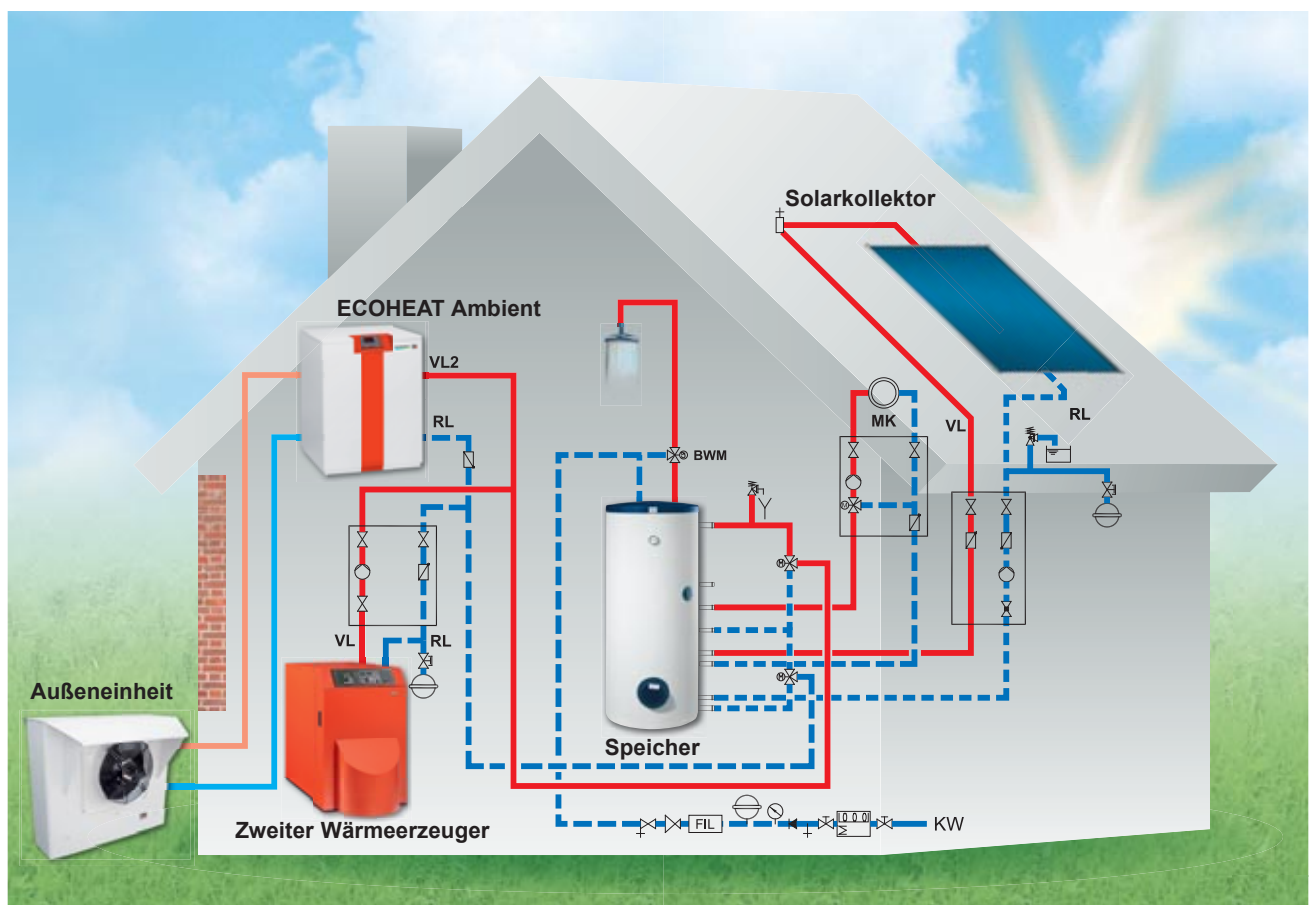 Solarkollektor
ECOHEAT Ambient
VL2
RL
MK
VL
RL
BWM
M
M
M
VL
RL
Außeneinheit
Speicher
Zweiter Wärmeerzeuger
FIL
M
KW